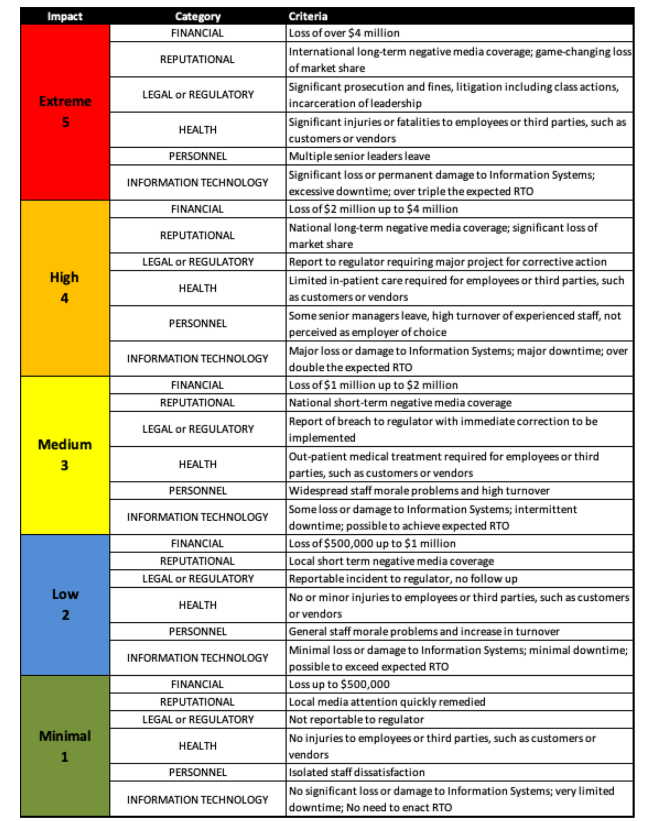 Impact Category Criteria
Extreme
5
FINANCIAL Loss of over $4 million
REPUTATIONAL International long-term negative media coverage; game-changing loss
of market share
LEGAL or REGULATORY Significant prosecution and fines, litigation including class actions,
incarceration of leadership
HEALTH Significant injuries or fatalities to employees or third parties, such as
customers or vendors
PERSONNEL Multiple senior leaders leave
INFORMATION TECHNOLOGY Significant loss or permanent damage to Information Systems;
excessive downtime; over triple the expected RTO
High
4
FINANCIAL Loss of $2 million up to $4 million
REPUTATIONAL National long-term negative media coverage; significant loss of
market share
LEGAL or REGULATORY Report to regulator requiring major project for corrective action
HEALTH Limited in-patient care required for employees or third parties, such
as customers or vendors
PERSONNEL Some senior managers leave, high turnover of experienced staff, not
perceived as employer of choice
INFORMATION TECHNOLOGY Major loss or damage to Information Systems; major downtime; over
double the expected RTO
Medium
3
FINANCIAL Loss of $1 million up to $2 million
REPUTATIONAL National short-term negative media coverage
LEGAL or REGULATORY Report of breach to regulator with immediate correction to be
implemented
HEALTH Out-patient medical treatment required for employees or third
parties, such as customers or vendors
PERSONNEL Widespread staff morale problems and high turnover
INFORMATION TECHNOLOGY Some loss or damage to Information Systems; intermittent
downtime; possible to achieve expected RTO
Low
2
FINANCIAL Loss of $500,000 up to $1 million
REPUTATIONAL Local short term negative media coverage
LEGAL or REGULATORY Reportable incident to regulator, no follow up
HEALTH No or minor injuries to employees or third parties, such as customers
or vendors
PERSONNEL General staff morale problems and increase in turnover
INFORMATION TECHNOLOGY Minimal loss or damage to Information Systems; minimal downtime;
possible to exceed expected RTO
Minimal
1
FINANCIAL Loss up to $500,000
REPUTATIONAL Local media attention quickly remedied
LEGAL or REGULATORY Not reportable to regulator
HEALTH No injuries to employees or third parties, such as customers or
vendors
PERSONNEL Isolated staff dissatisfaction
INFORMATION TECHNOLOGY No significant loss or damage to Information Systems; very limited
downtime; No need to enact RTO